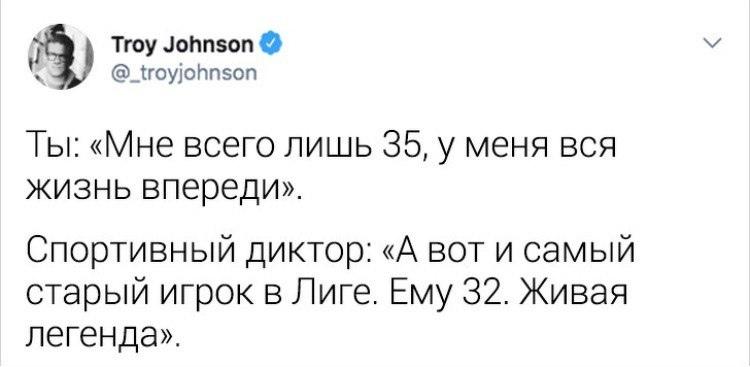 Troy Johnson
@_troyjohnson
Ты: «Мне всего лишь 35, у меня вся
жизнь впереди».
Спортивный диктор: «А вот и самый
старый игрок в Лиге. Ему 32. Живая
легенда».